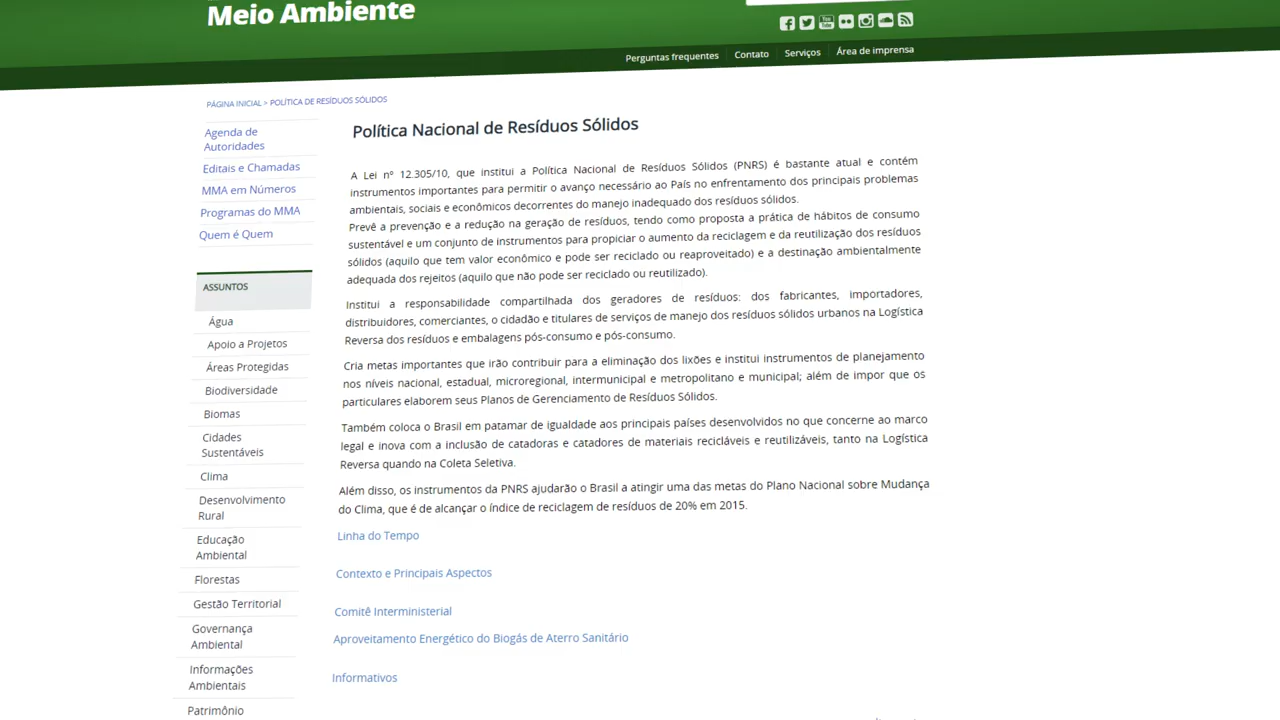 Meio Ambiente
Perguntas frequentes Contato Serviços Área de imprensa
PÁGINA INICIAL > POLÍTICA DE RESÍDUOS SÓLIDOS
Agenda de
Autoridades
Editais e Chamadas
MMA em Números
Programas do MMA
Quem é Quem
ASSUNTOS
Água
Apoio a Projetos
Áreas Protegidas
Biodiversidade
Biomas
Cidades
Sustentáveis
Clima
Desenvolvimento
Rural
Educação
Ambiental
Florestas
Gestão Territorial
Governança
Ambiental
Informações
Ambientais
Patrimônio
Política Nacional de Resíduos Sólidos
A Lei nº 12.305/10, que institui a Política Nacional de Resíduos Sólidos (PNRS) é bastante atual e contém
instrumentos importantes para permitir o avanço necessário ao País no enfrentamento dos principais problemas
ambientais, sociais e econômicos decorrentes do manejo inadequado dos resíduos sólidos.
Prevê a prevenção e a redução na geração de resíduos, tendo como proposta a prática de hábitos de consumo
sustentável e um conjunto de instrumentos para propiciar o aumento da reciclagem e da reutilização dos resíduos
sólidos (aquilo que tem valor econômico e pode ser reciclado ou reaproveitado) e a destinação ambientalmente
adequada dos rejeitos (aquilo que não pode ser reciclado ou reutilizado).
Institui a responsabilidade compartilhada dos geradores de resíduos: dos fabricantes, importadores,
distribuidores, comerciantes, o cidadão e titulares de serviços de manejo dos resíduos sólidos urbanos na Logística
Reversa dos resíduos e embalagens pós-consumo e pós-consumo.
Cria metas importantes que irão contribuir para a eliminação dos lixões e institui instrumentos de planejamento
nos níveis nacional, estadual, microregional, intermunicipal e metropolitano e municipal; além de impor que os
particulares elaborem seus Planos de Gerenciamento de Resíduos Sólidos.
Também coloca o Brasil em patamar de igualdade aos principais países desenvolvidos no que concerne ao marco
legal e inova com a inclusão de catadoras e catadores de materiais recicláveis e reutilizáveis, tanto na Logística
Reversa quando na Coleta Seletiva.
Além disso, os instrumentos da PNRS ajudarão o Brasil a atingir uma das metas do Plano Nacional sobre Mudança
do Clima, que é de alcançar o índice de reciclagem de resíduos de 20% em 2015.
Linha do Tempo
Contexto e Principais Aspectos
Comitê Interministerial
Aproveitamento Energético do Biogás de Aterro Sanitário
Informativos